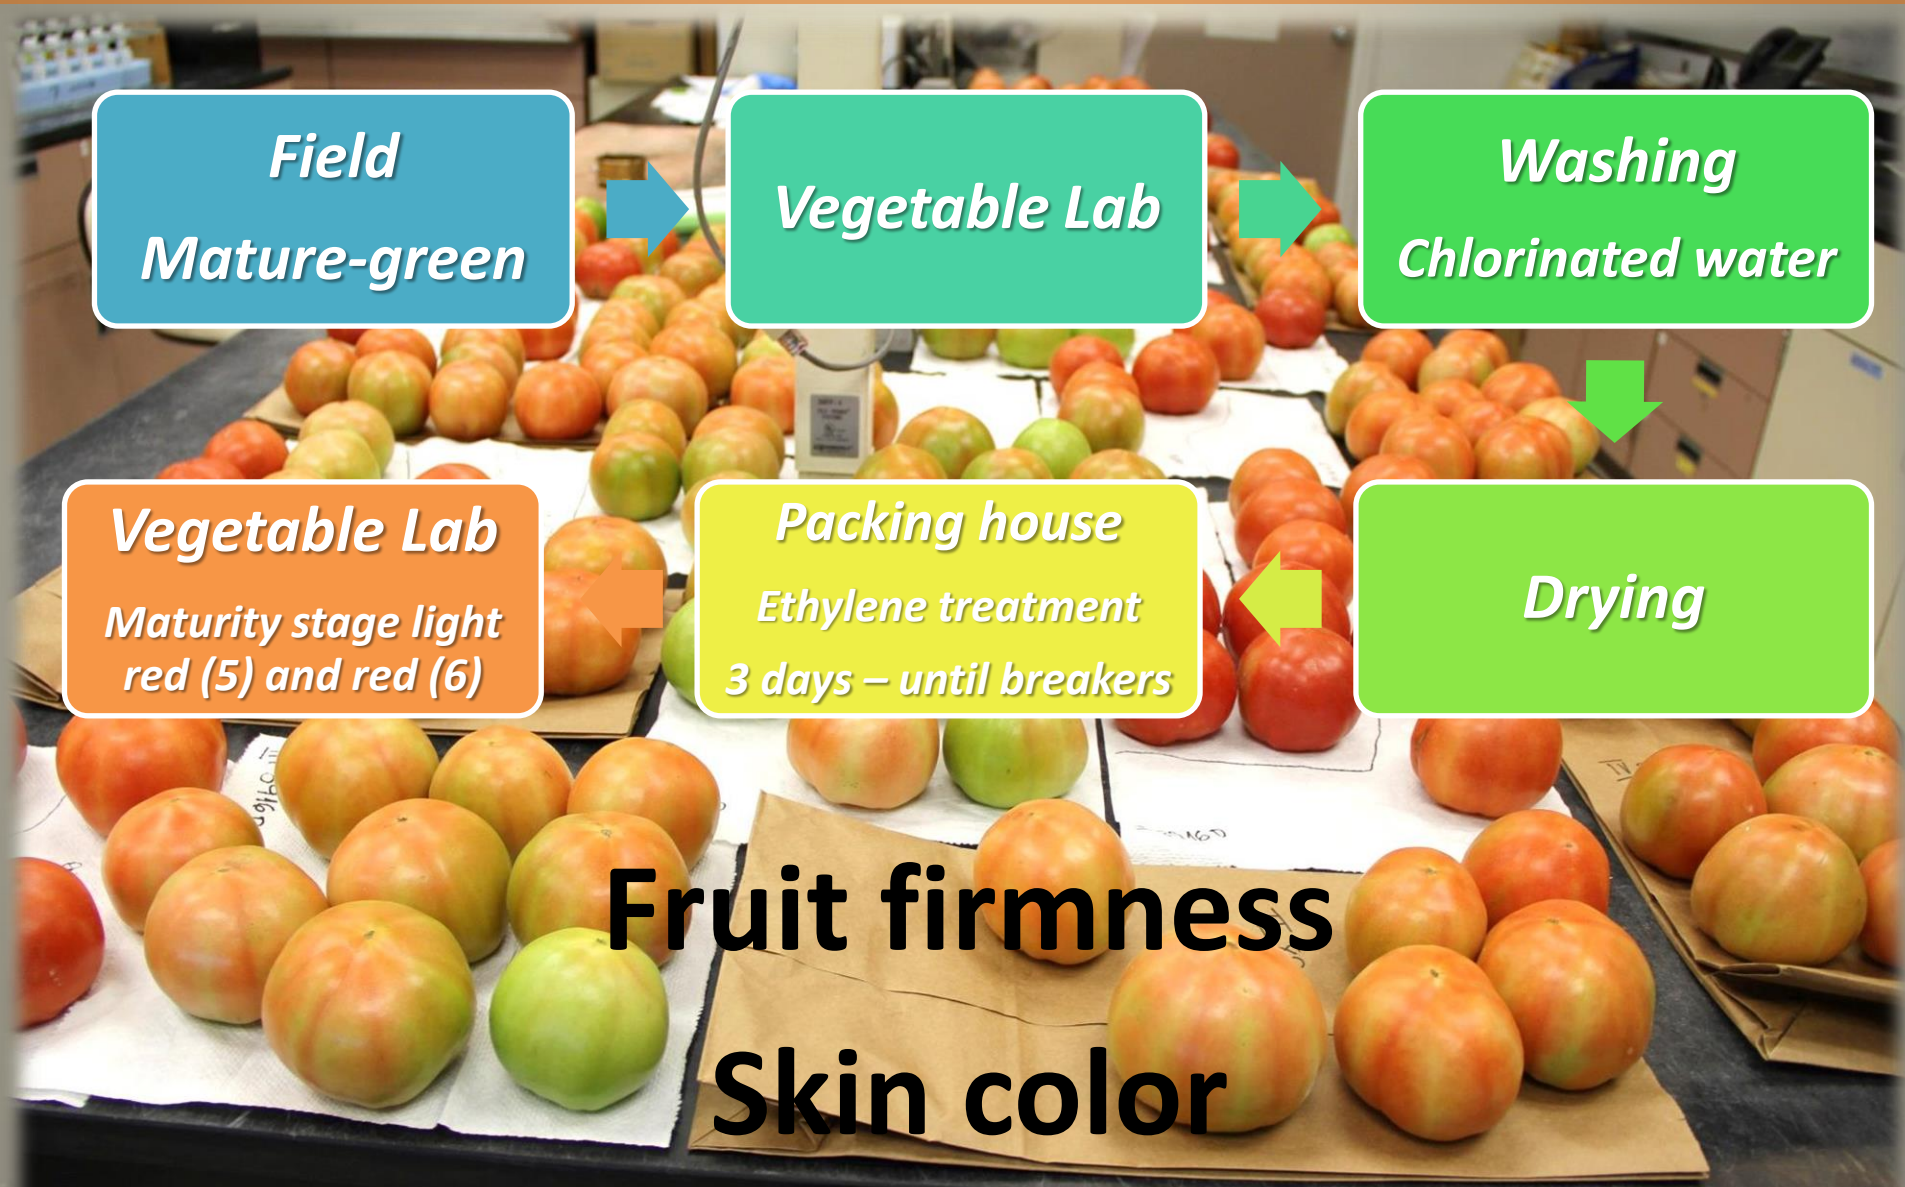 Field
Mature-green
Vegetable Lab
Washing
Chlorinated water
Drying
Packing house
Ethylene treatment
3 days – until breakers
Vegetable Lab
Maturity stage light
red (5) and red (6)
Fruit firmness
Skin color